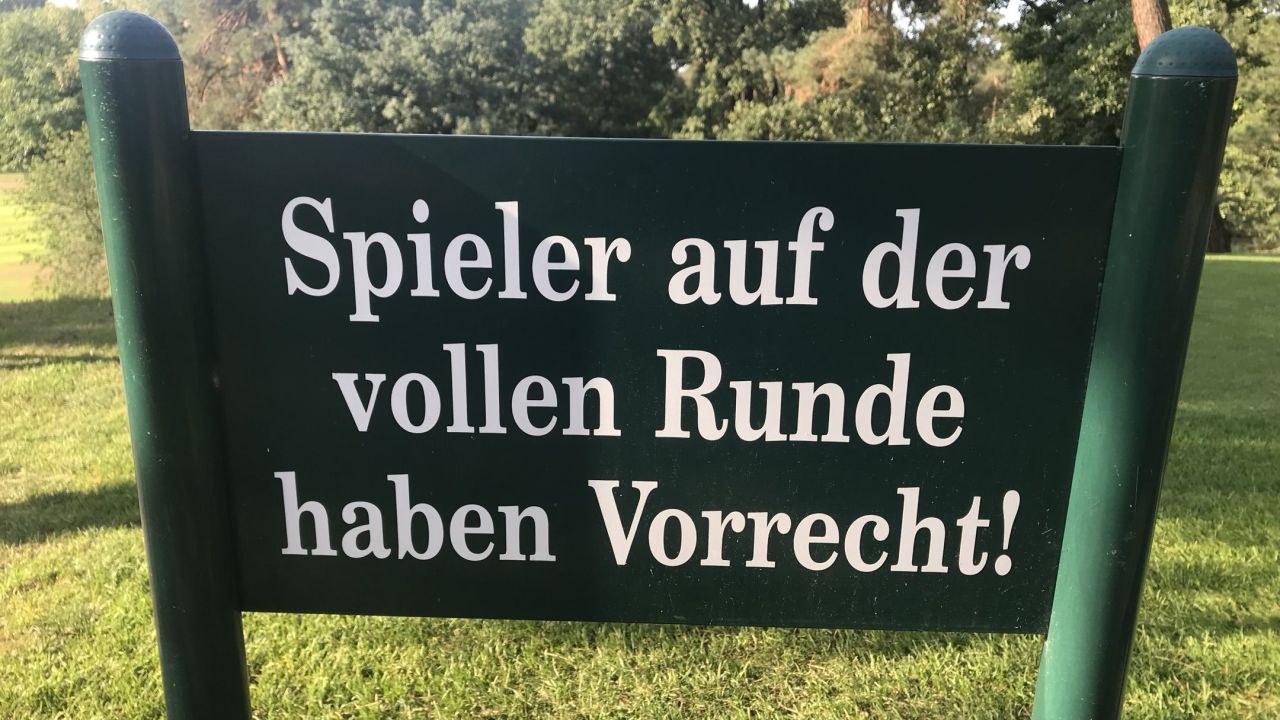 Spieler auf der
vollen Runde
haben Vorrecht!